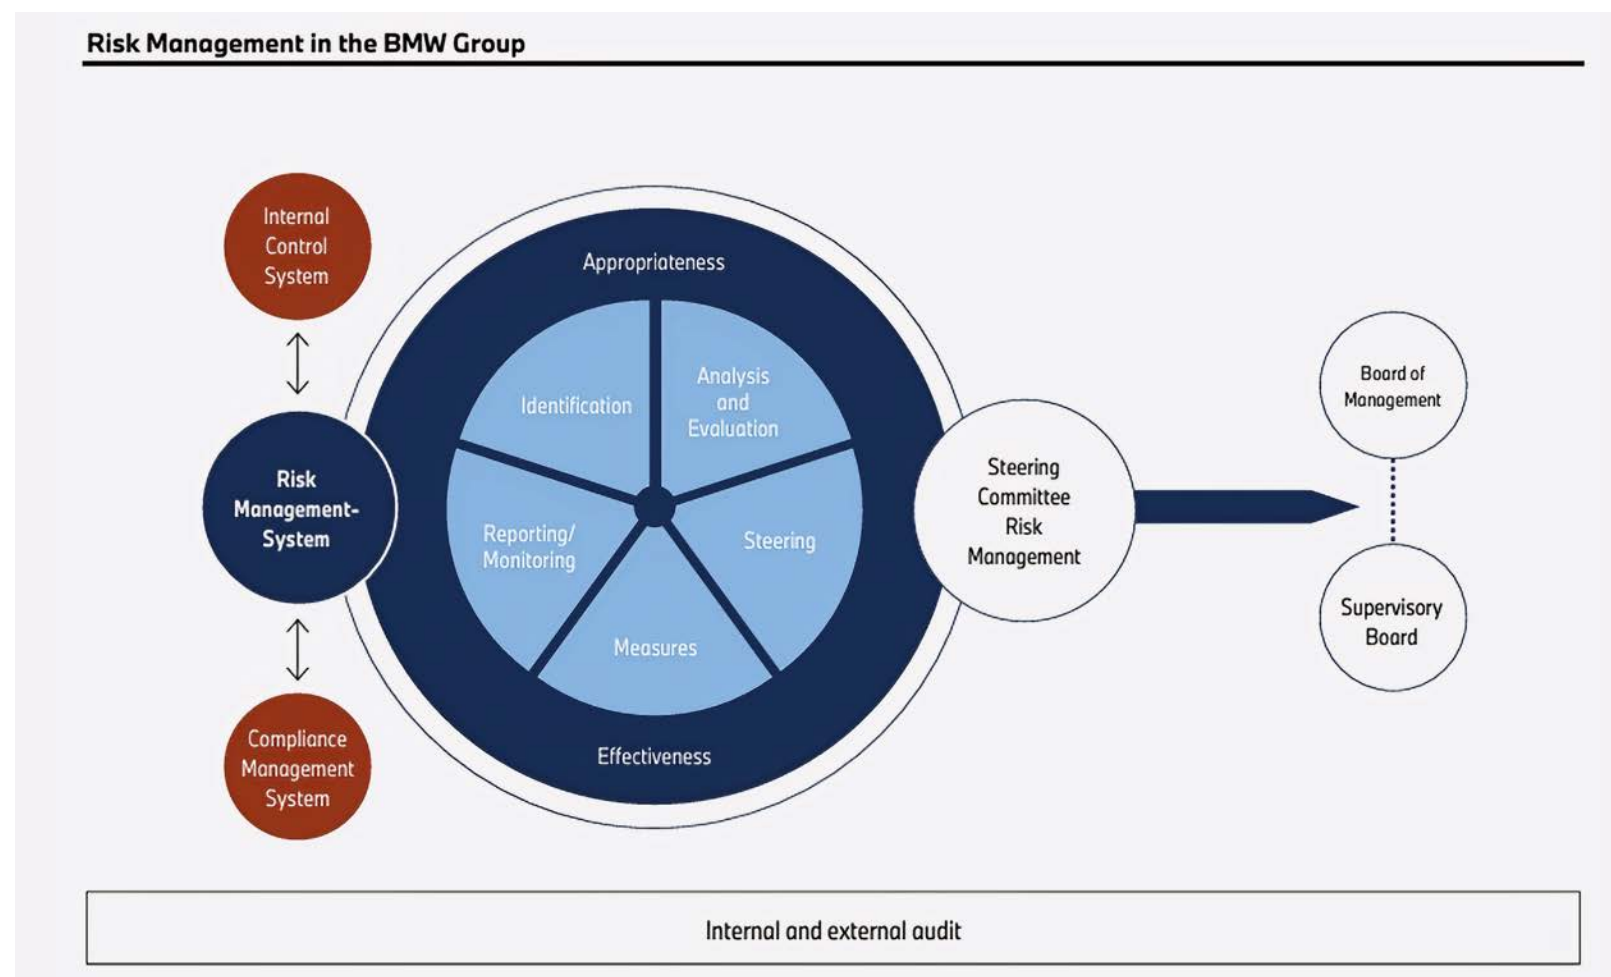 Risk Management in the BMW Group
Internal
Control
System
Risk
Management-
System
Compliance
Management
System
Appropriateness
Identification
Analysis
and
Evaluation
Reporting/
Monitoring
Steering
Measures
Effectiveness
Steering
Committee
Risk
Management
Board of
Management
Supervisory
Board
Internal and external audit